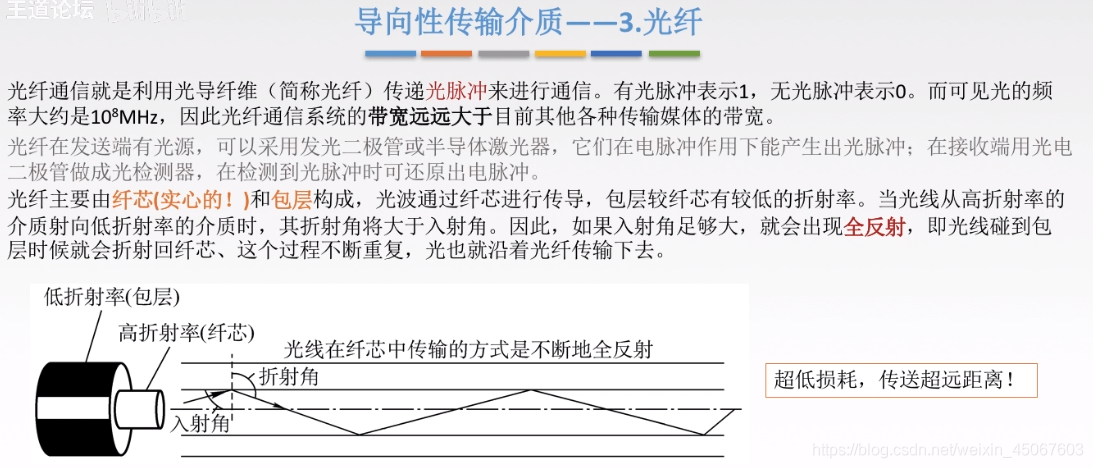 王道论坛
导向性传输介质——3.光纤
光纤通信就是利用光导纤维（简称光纤）传递光脉冲来进行通信。有光脉冲表示1，无光脉冲表示0。而可见光的频
率大约是10⁸MHz，因此光纤通信系统的带宽远远大于目前其他各种传输媒体的带宽。
光纤在发送端有光源，可以采用发光二极管或半导体激光器，它们在电脉冲作用下能产生出光脉冲；在接收端用光电
二极管做成光检测器，在检测到光脉冲时可还原出电脉冲。
光纤主要由纤芯(实心的！)和包层构成，光波通过纤芯进行传导，包层较纤芯有较低的折射率。当光线从高折射率的
介质射向低折射率的介质时，其折射角将大于入射角。因此，如果入射角足够大，就会出现全反射，即光线碰到包
层时候就会折射回纤芯、这个过程不断重复，光也就沿着光纤传输下去。
低折射率(包层)
高折射率(纤芯)
光线在纤芯中传输的方式是不断地全反射
折射角
入射角
超低损耗，传送超远距离！
https://blog.csdn.net/weixin_45067603